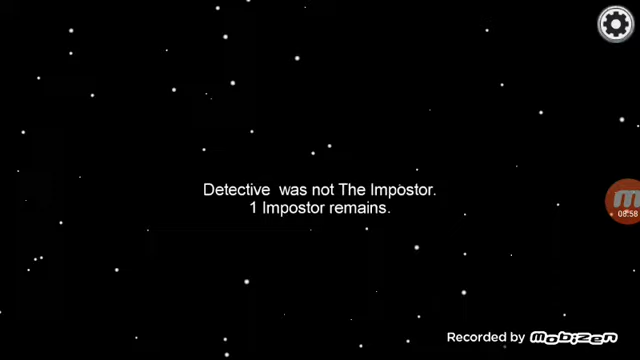 Detective  was not The Impostor.
1 Impostor remains.
08:58
Recorded by mobizen